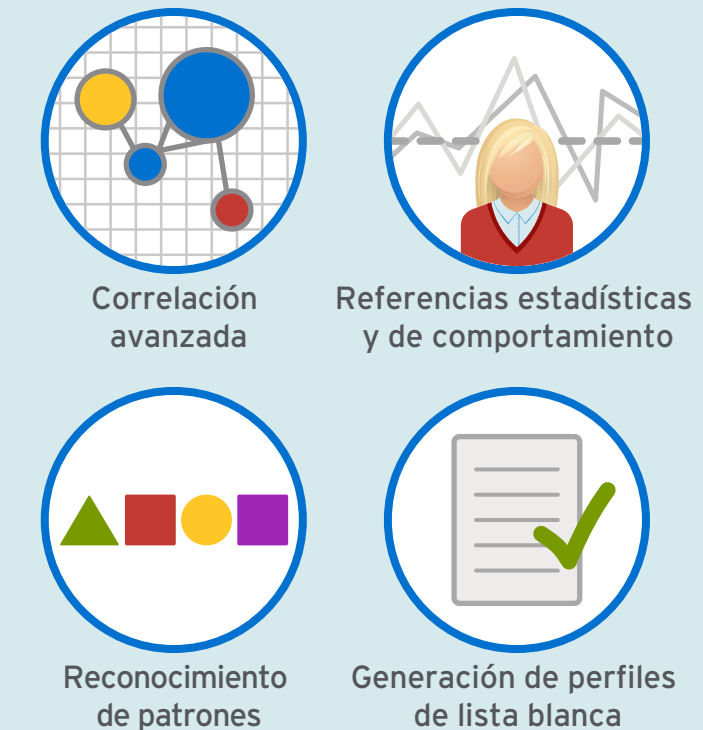 Correlación
avanzada
Referencias estadísticas
y de comportamiento
Reconocimiento
de patrones
Generación de perfiles
de lista blanca